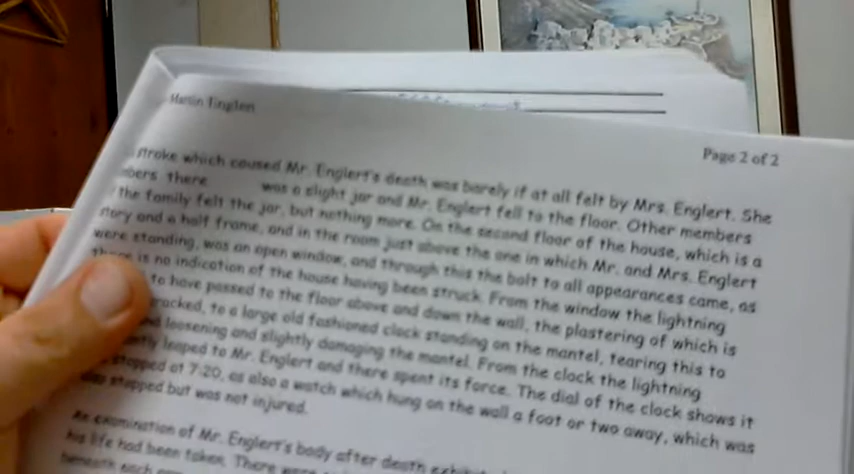 Martin Englert
Page 2 of 2
stroke which caused Mr. Englert's death was barely if at all felt by Mrs. Englert. She
there was a slight jar and Mr. Englert fell to the floor. Other members
the family felt the jar, but nothing more. On the second floor of the house, which is a
story and a half frame, and in the room just above the one in which Mr. and Mrs. Englert
were standing, was an open window, and through this the bolt to all appearances came, as
there is no indication of the house having been struck. From the window the lightning
to have passed to the floor above and down the wall, the plastering of which is
cracked, to a large old fashioned clock standing on the mantel, tearing this to
loosening and slightly damaging the mantel. From the clock the lightning
leaped to Mr. Englert and there spent its force. The dial of the clock shows it
stopped at 7:20, as also a watch which hung on the wall a foot or two away, which was
was stopped but was not injured.
An examination of Mr. Englert's body after death
his life had been taken. There were
beneath each